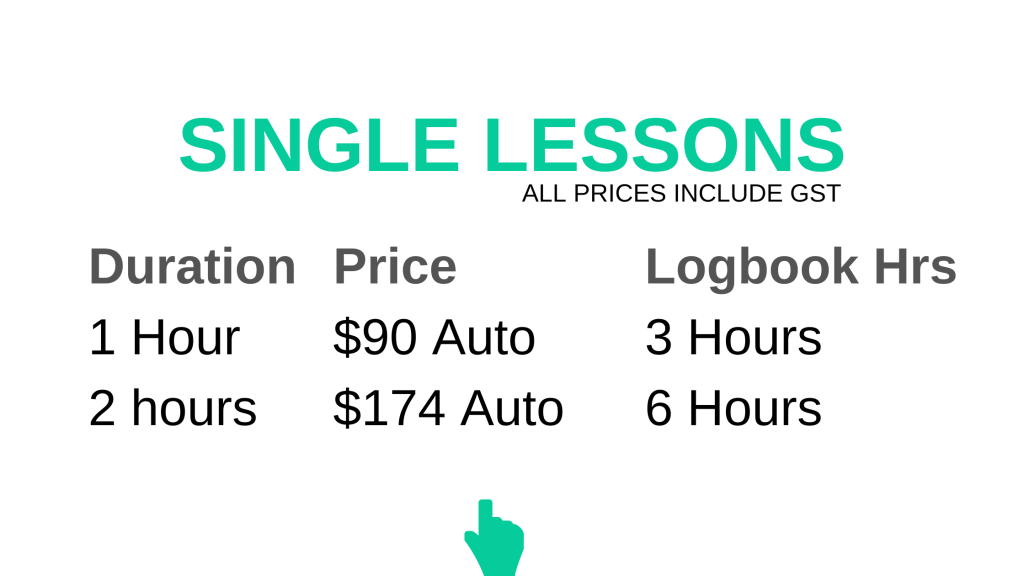 SINGLE LESSONS
ALL PRICES INCLUDE GST
Duration Price Logbook Hrs
1 Hour $90 Auto 3 Hours
2 hours $174 Auto 6 Hours